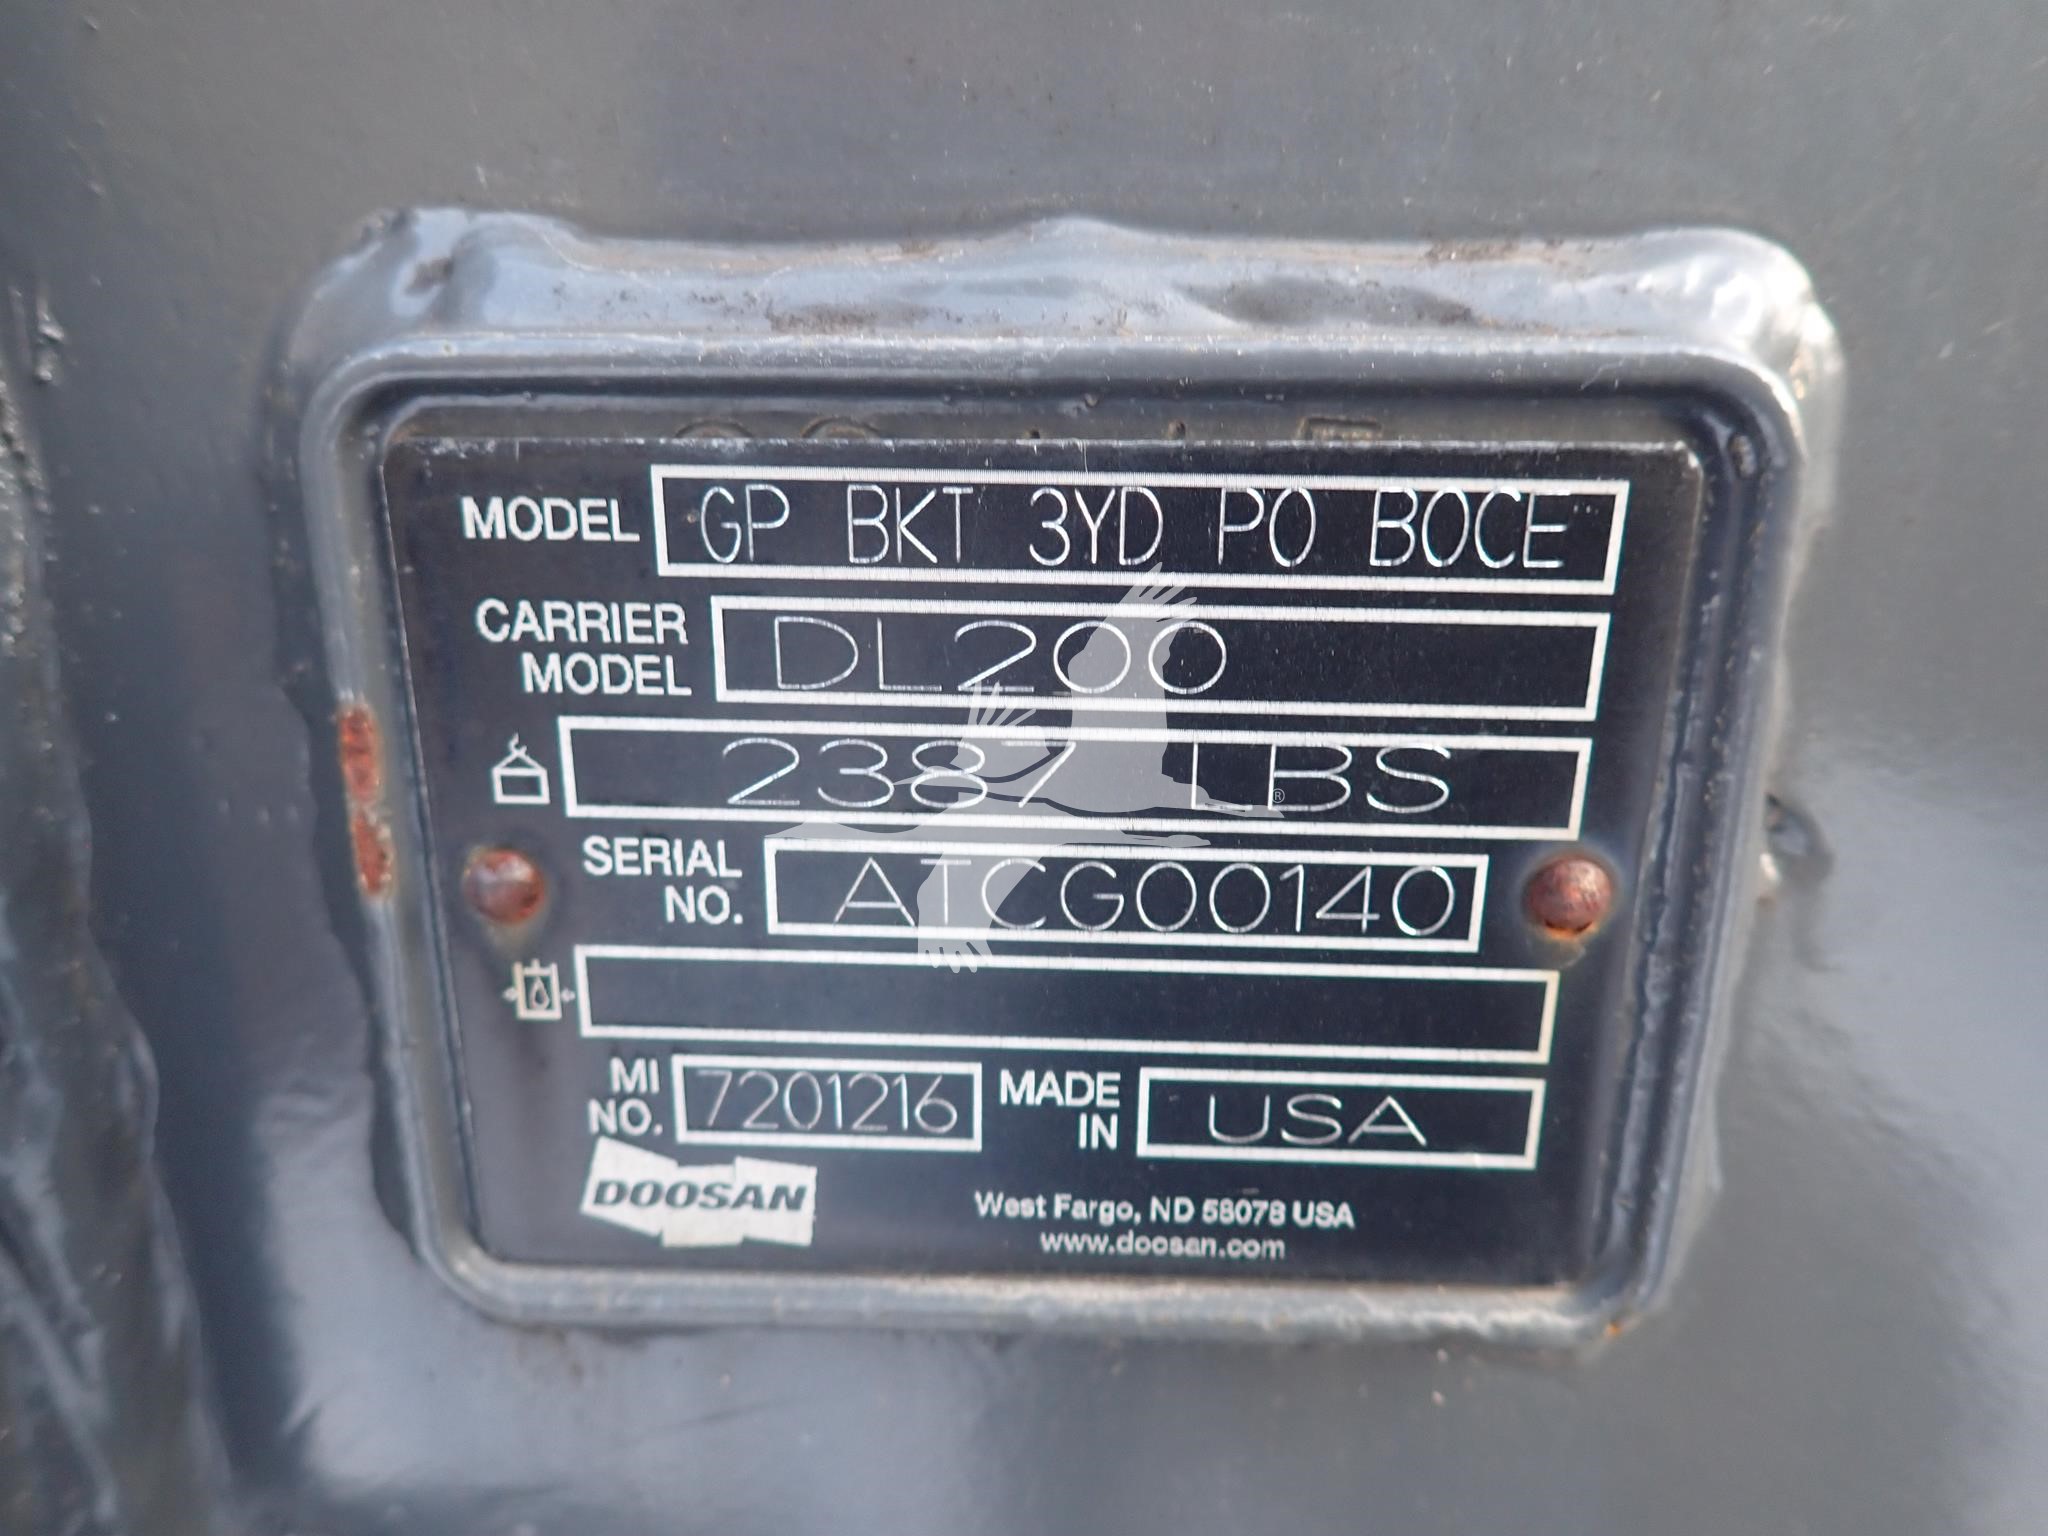 MODEL GP BKT 3YD PO BOCE
CARRIER MODEL DL200
2387 LBS
SERIAL NO. ATCG00140
MI NO. 7201216 MADE IN USA
DOOSAN
West Fargo, ND 58078 USA
www.doosan.com
®